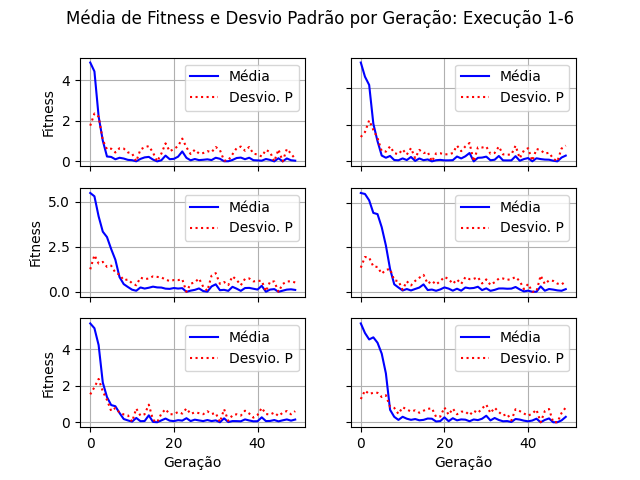 Média de Fitness e Desvio Padrão por Geração: Execução 1-6
Fitness
4
2
0
Média
Desvio. P
Média
Desvio. P
Fitness
5.0
2.5
0.0
Média
Desvio. P
Média
Desvio. P
Fitness
4
2
0
Média
Desvio. P
Média
Desvio. P
0 20 40
0 20 40
Geração
Geração